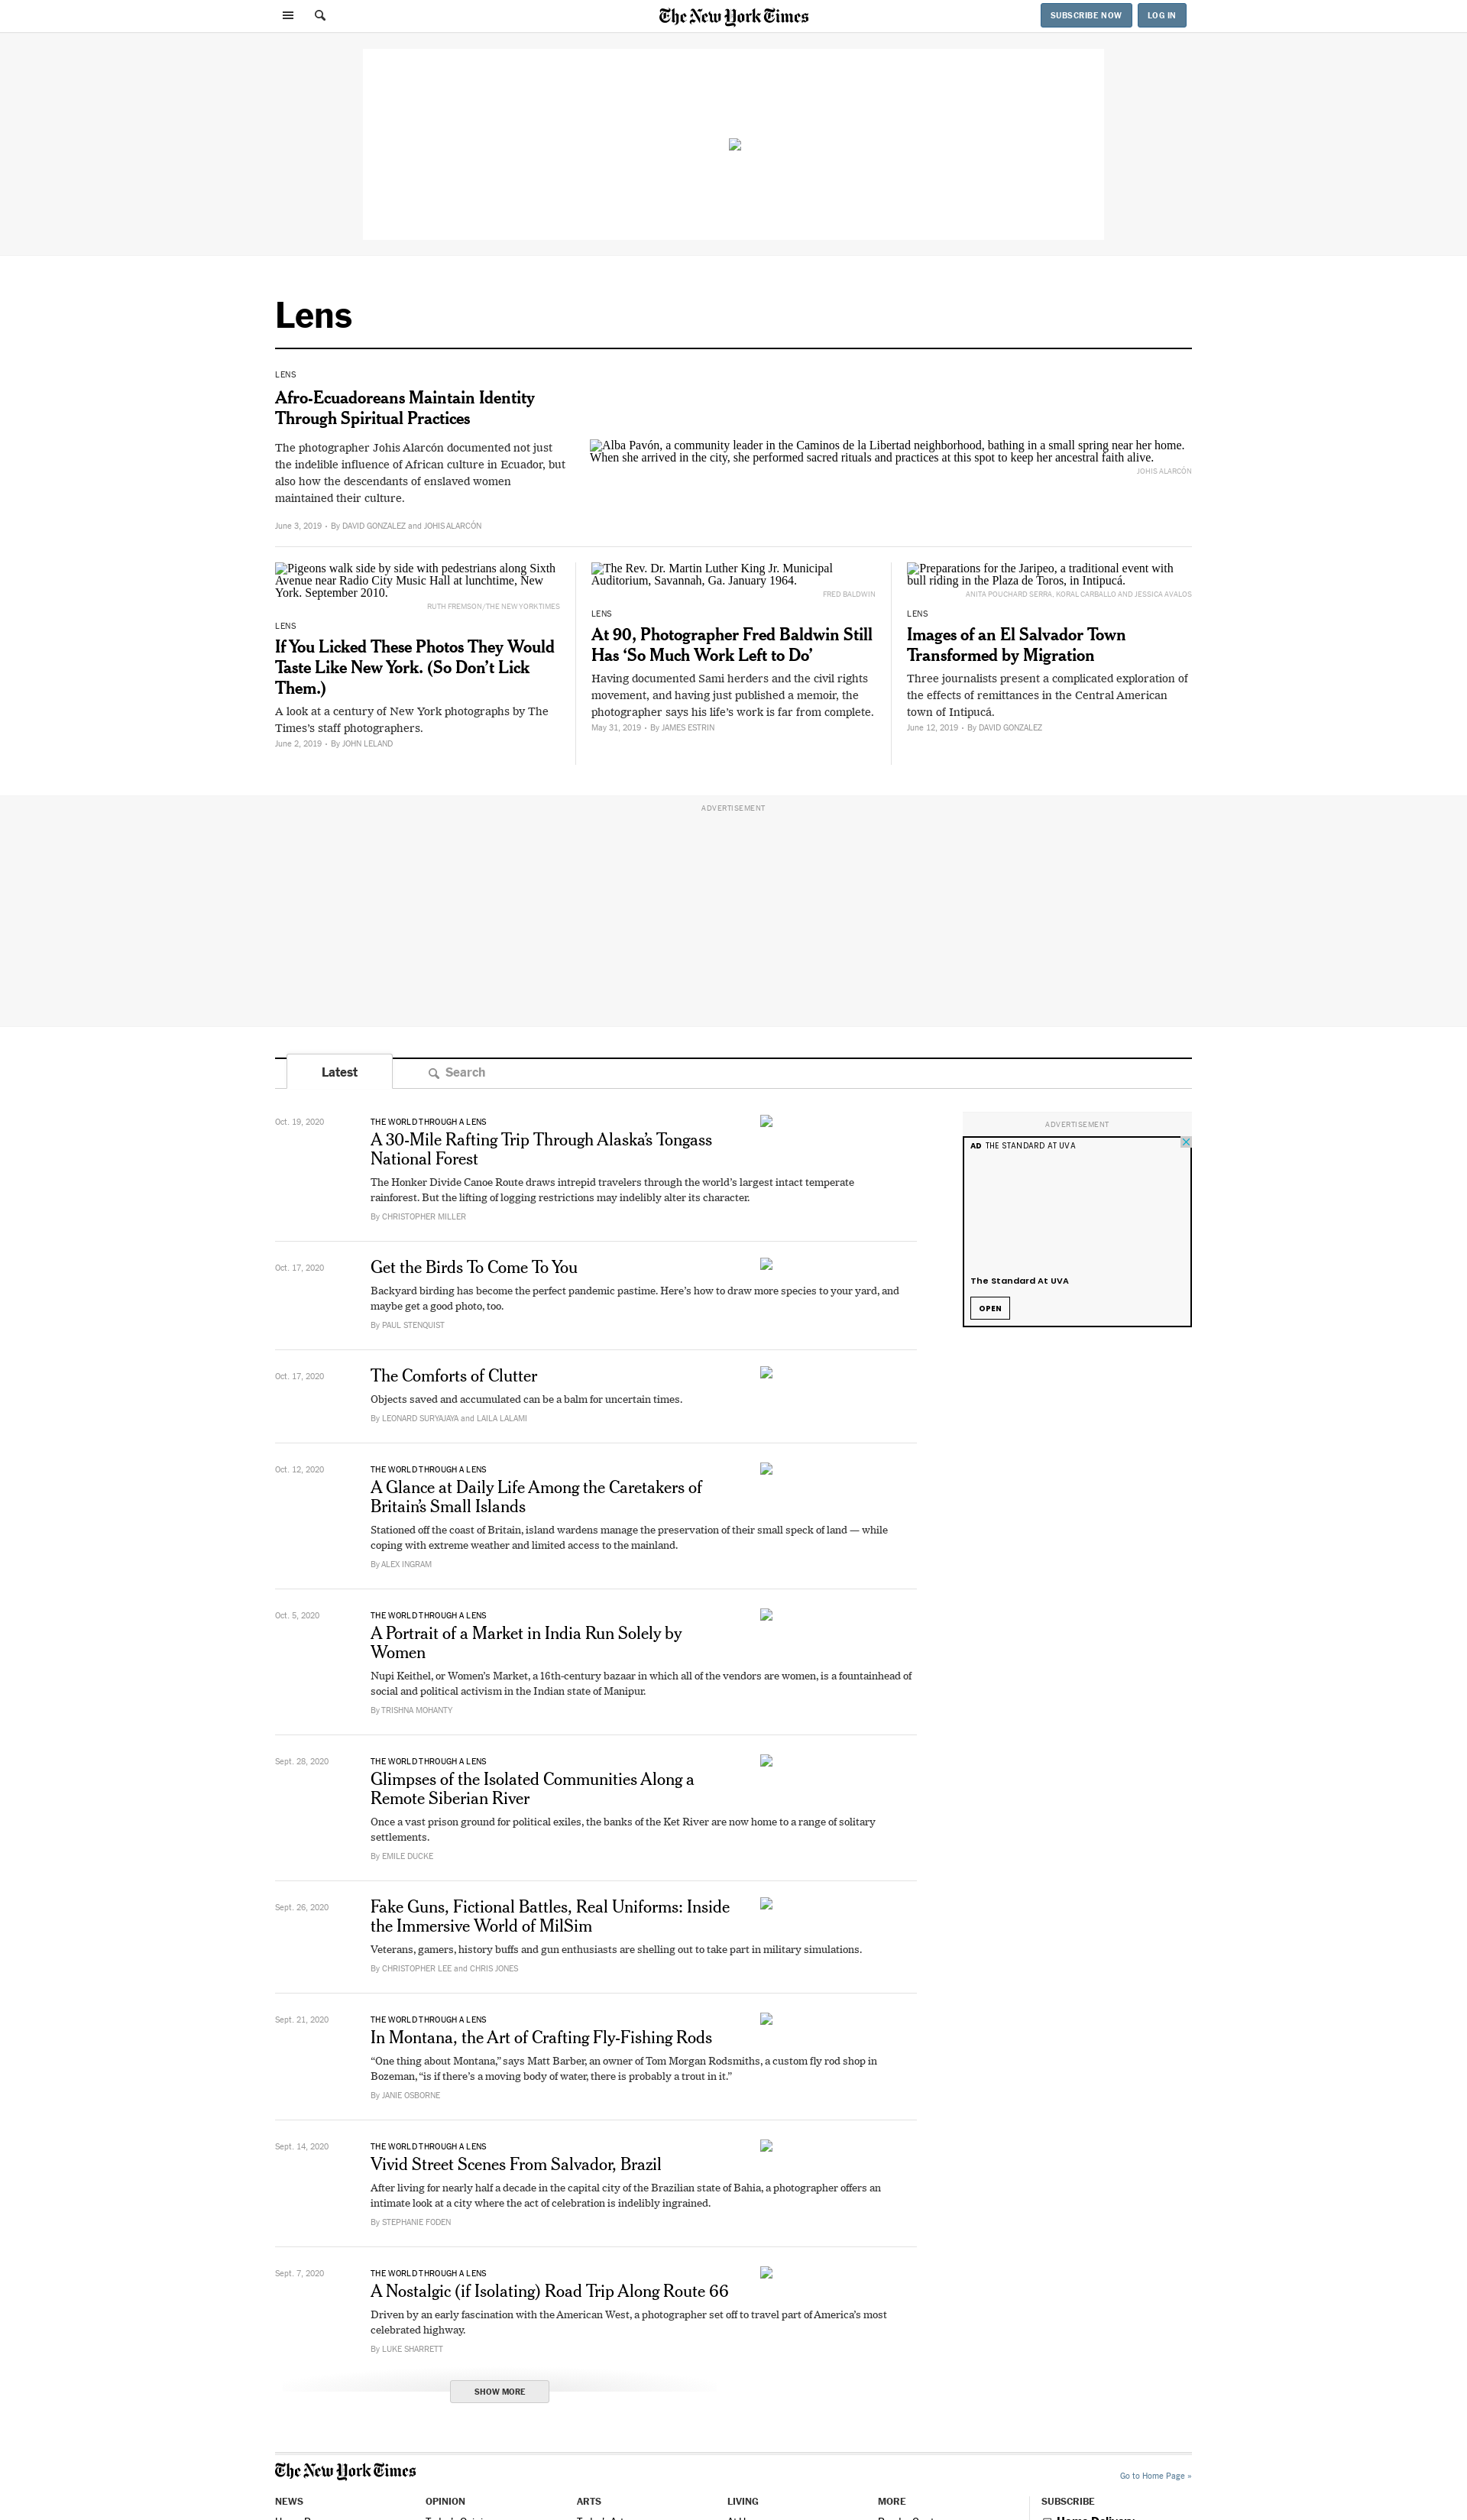 The New York Times
SUBSCRIBE NOW
LOG IN
Lens
LENS
Afro-Ecuadoreans Maintain Identity
Through Spiritual Practices
The photographer Johis Alarcón documented not just
the indelible influence of African culture in Ecuador, but
also how the descendants of enslaved women
maintained their culture.
June 3, 2019 • By DAVID GONZALEZ and JOHIS ALARCÓN
Alba Pavón, a community leader in the Caminos de la Libertad neighborhood, bathing in a small spring near her home.
When she arrived in the city, she performed sacred rituals and practices at this spot to keep her ancestral faith alive.
JOHIS ALARCÓN
Pigeons walk side by side with pedestrians along Sixth
Avenue near Radio City Music Hall at lunchtime, New
York. September 2010.
RUTH FREMSON/THE NEW YORK TIMES
LENS
If You Licked These Photos They Would
Taste Like New York. (So Don’t Lick
Them.)
A look at a century of New York photographs by The
Times’s staff photographers.
June 2, 2019 • By JOHN LELAND
The Rev. Dr. Martin Luther King Jr. Municipal
Auditorium, Savannah, Ga. January 1964.
FRED BALDWIN
LENS
At 90, Photographer Fred Baldwin Still
Has ‘So Much Work Left to Do’
Having documented Sami herders and the civil rights
movement, and having just published a memoir, the
photographer says his life’s work is far from complete.
May 31, 2019 • By JAMES ESTRIN
Preparations for the Jaripeo, a traditional event with
bull riding in the Plaza de Toros, in Intipucá.
ANITA POUCHARD SERRA, KORAL CARBALLO AND JESSICA AVALOS
LENS
Images of an El Salvador Town
Transformed by Migration
Three journalists present a complicated exploration of
the effects of remittances in the Central American
town of Intipucá.
June 12, 2019 • By DAVID GONZALEZ
ADVERTISEMENT
Latest
Search
Oct. 19, 2020
THE WORLD THROUGH A LENS
A 30-Mile Rafting Trip Through Alaska’s Tongass
National Forest
The Honker Divide Canoe Route draws intrepid travelers through the world’s largest intact temperate
rainforest. But the lifting of logging restrictions may indelibly alter its character.
By CHRISTOPHER MILLER
ADVERTISEMENT
AD THE STANDARD AT UVA
The Standard At UVA
OPEN
Oct. 17, 2020
Get the Birds To Come To You
Backyard birding has become the perfect pandemic pastime. Here’s how to draw more species to your yard, and
maybe get a good photo, too.
By PAUL STENQUIST
Oct. 17, 2020
The Comforts of Clutter
Objects saved and accumulated can be a balm for uncertain times.
By LEONARD SURYAJAYA and LAILA LALAMI
Oct. 12, 2020
THE WORLD THROUGH A LENS
A Glance at Daily Life Among the Caretakers of
Britain’s Small Islands
Stationed off the coast of Britain, island wardens manage the preservation of their small speck of land — while
coping with extreme weather and limited access to the mainland.
By ALEX INGRAM
Oct. 5, 2020
THE WORLD THROUGH A LENS
A Portrait of a Market in India Run Solely by
Women
Nupi Keithel, or Women’s Market, a 16th-century bazaar in which all of the vendors are women, is a fountainhead of
social and political activism in the Indian state of Manipur.
By TRISHNA MOHANTY
Sept. 28, 2020
THE WORLD THROUGH A LENS
Glimpses of the Isolated Communities Along a
Remote Siberian River
Once a vast prison ground for political exiles, the banks of the Ket River are now home to a range of solitary
settlements.
By EMILE DUCKE
Sept. 26, 2020
Fake Guns, Fictional Battles, Real Uniforms: Inside
the Immersive World of MilSim
Veterans, gamers, history buffs and gun enthusiasts are shelling out to take part in military simulations.
By CHRISTOPHER LEE and CHRIS JONES
Sept. 21, 2020
THE WORLD THROUGH A LENS
In Montana, the Art of Crafting Fly-Fishing Rods
“One thing about Montana,” says Matt Barber, an owner of Tom Morgan Rodsmiths, a custom fly rod shop in
Bozeman, “is if there’s a moving body of water, there is probably a trout in it.”
By JANIE OSBORNE
Sept. 14, 2020
THE WORLD THROUGH A LENS
Vivid Street Scenes From Salvador, Brazil
After living for nearly half a decade in the capital city of the Brazilian state of Bahia, a photographer offers an
intimate look at a city where the act of celebration is indelibly ingrained.
By STEPHANIE FODEN
Sept. 7, 2020
THE WORLD THROUGH A LENS
A Nostalgic (if Isolating) Road Trip Along Route 66
Driven by an early fascination with the American West, a photographer set off to travel part of America’s most
celebrated highway.
By LUKE SHARRETT
SHOW MORE
The New York Times
Go to Home Page »
NEWS
OPINION
ARTS
LIVING
MORE
SUBSCRIBE